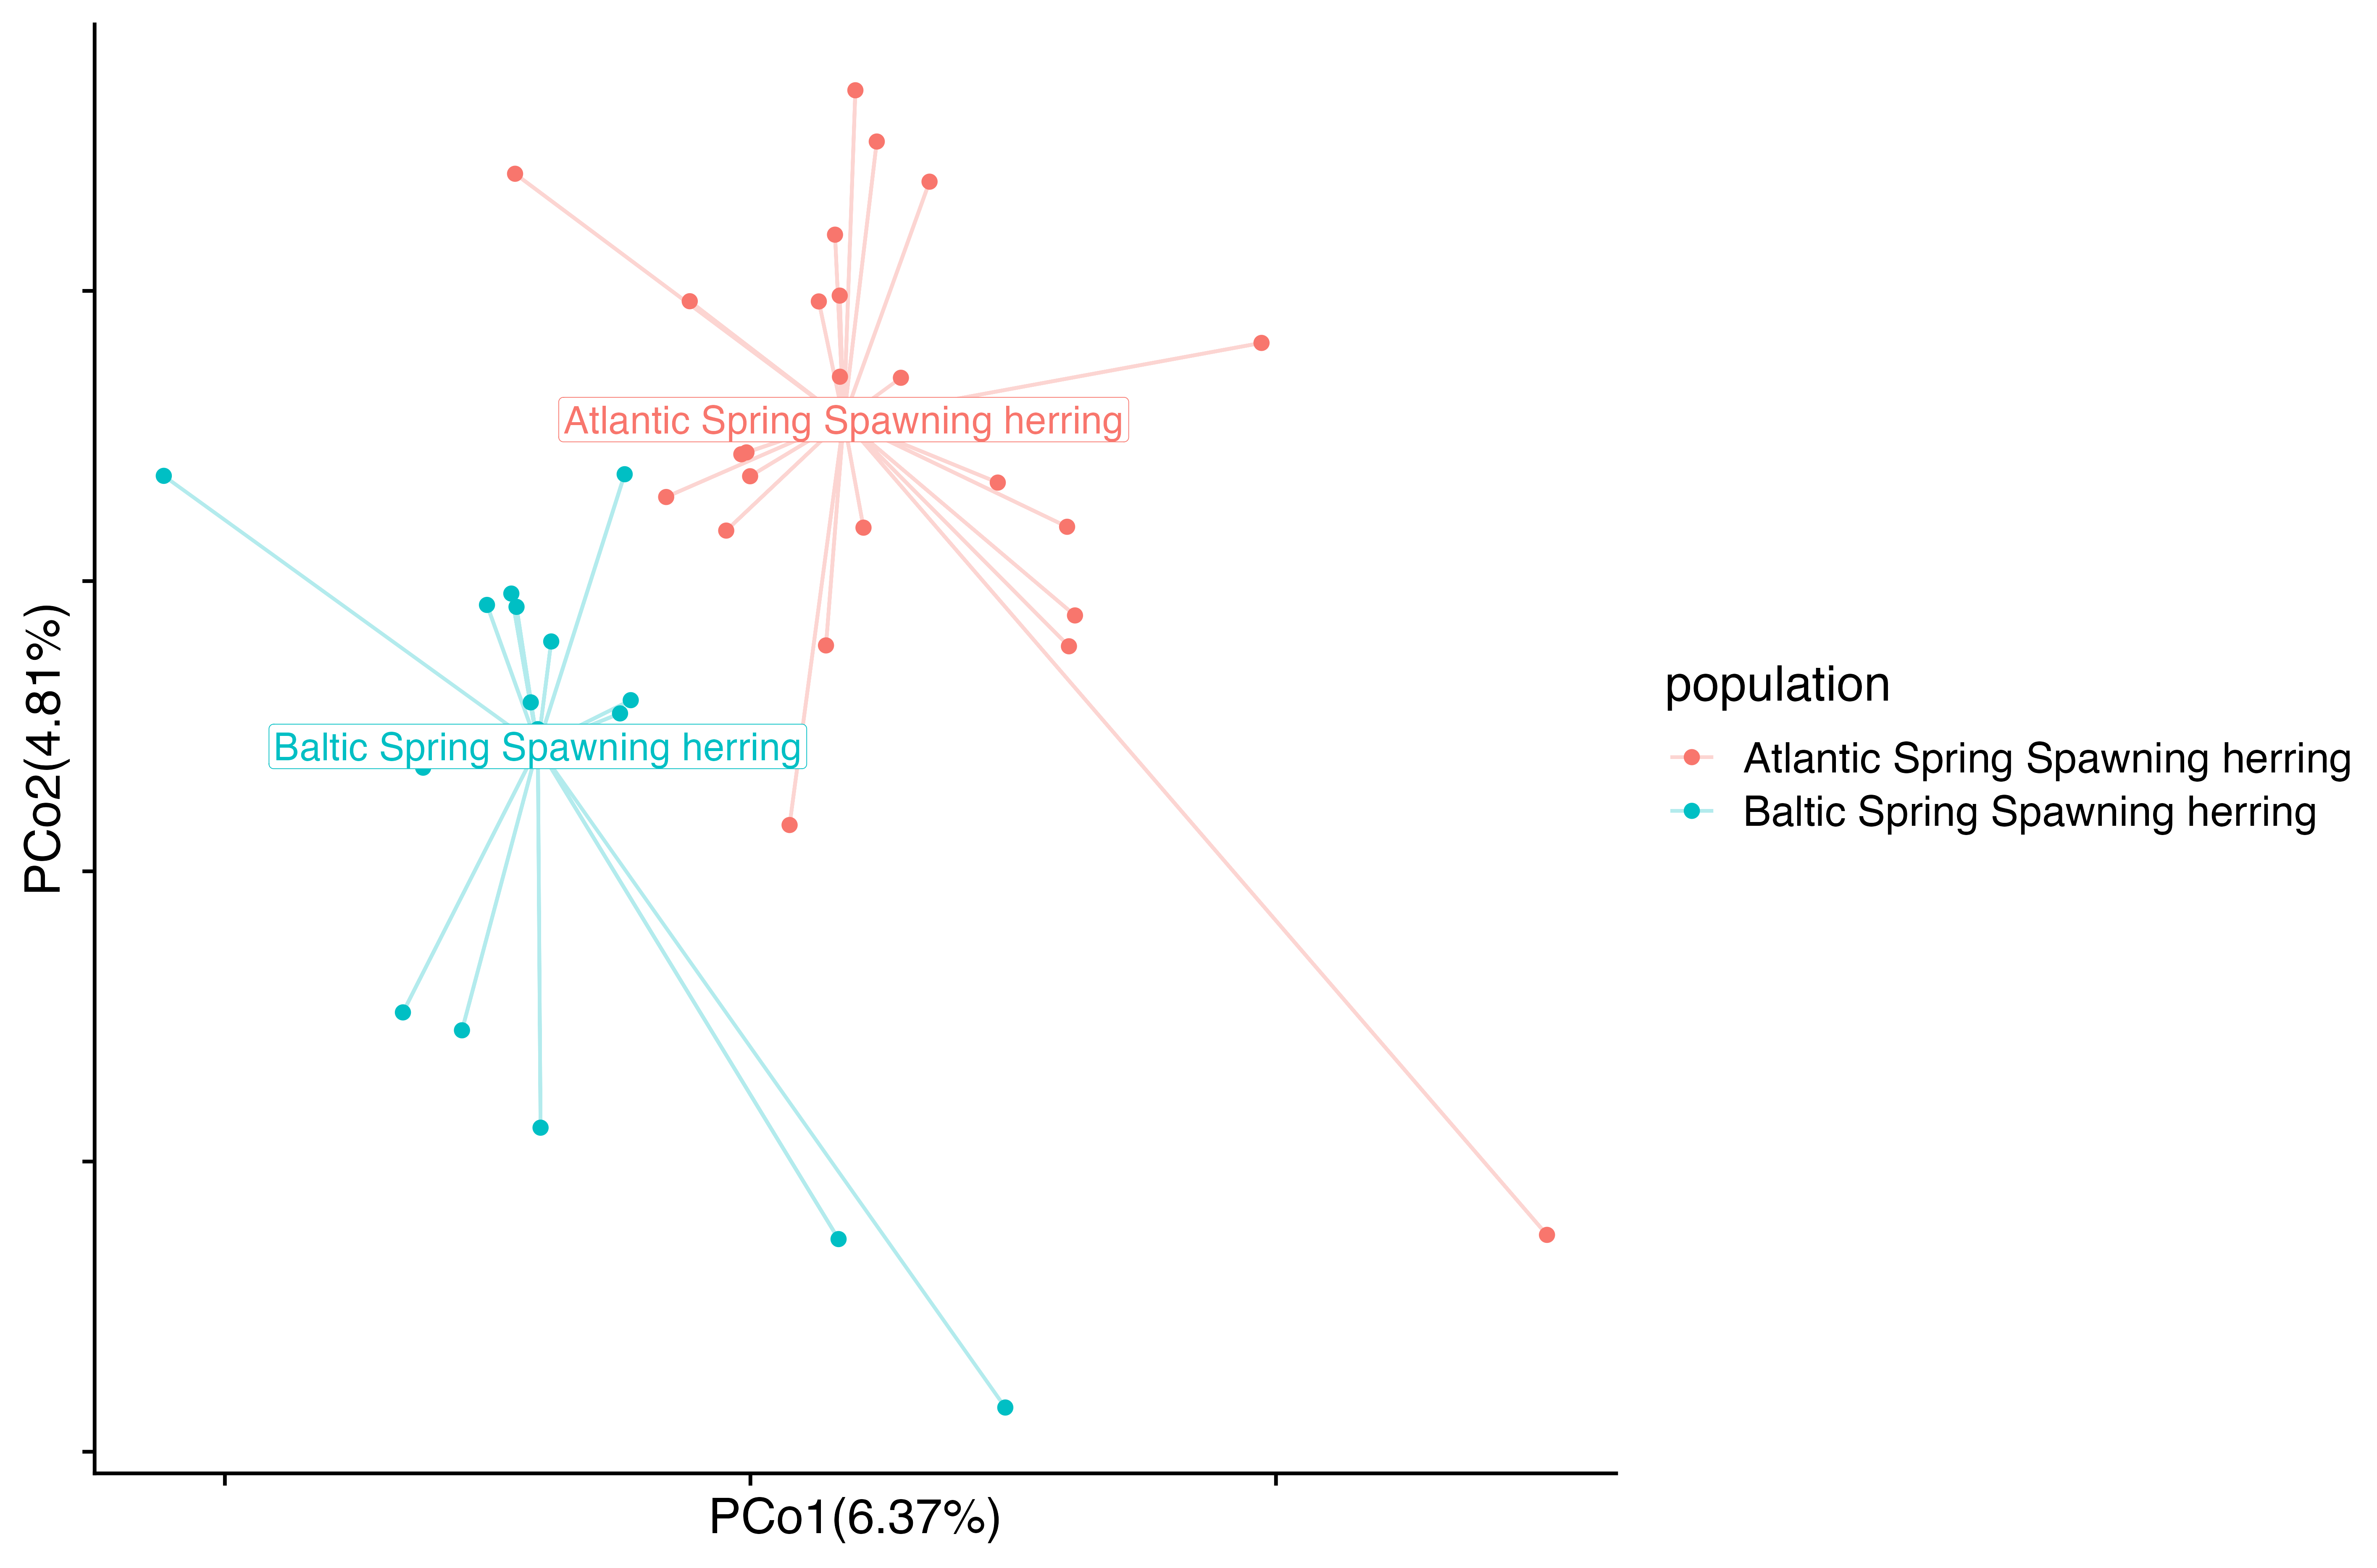 Atlantic Spring Spawning herring
Baltic Spring Spawning herring
PCo2(4.81%)
PCo1(6.37%)
population
Atlantic Spring Spawning herring
Baltic Spring Spawning herring